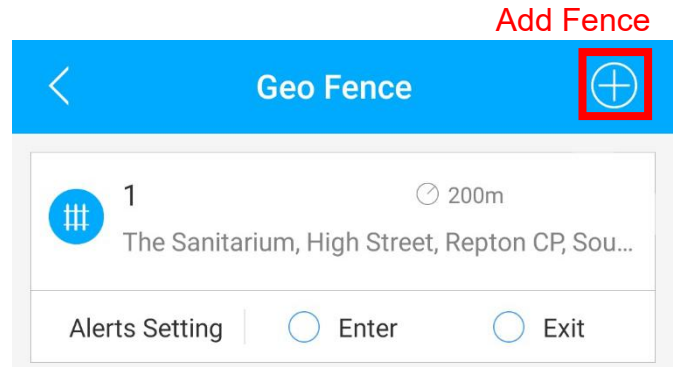 Add Fence
Geo Fence
1 200m
The Sanitarium, High Street, Repton CP, Sou...
Alerts Setting Enter Exit